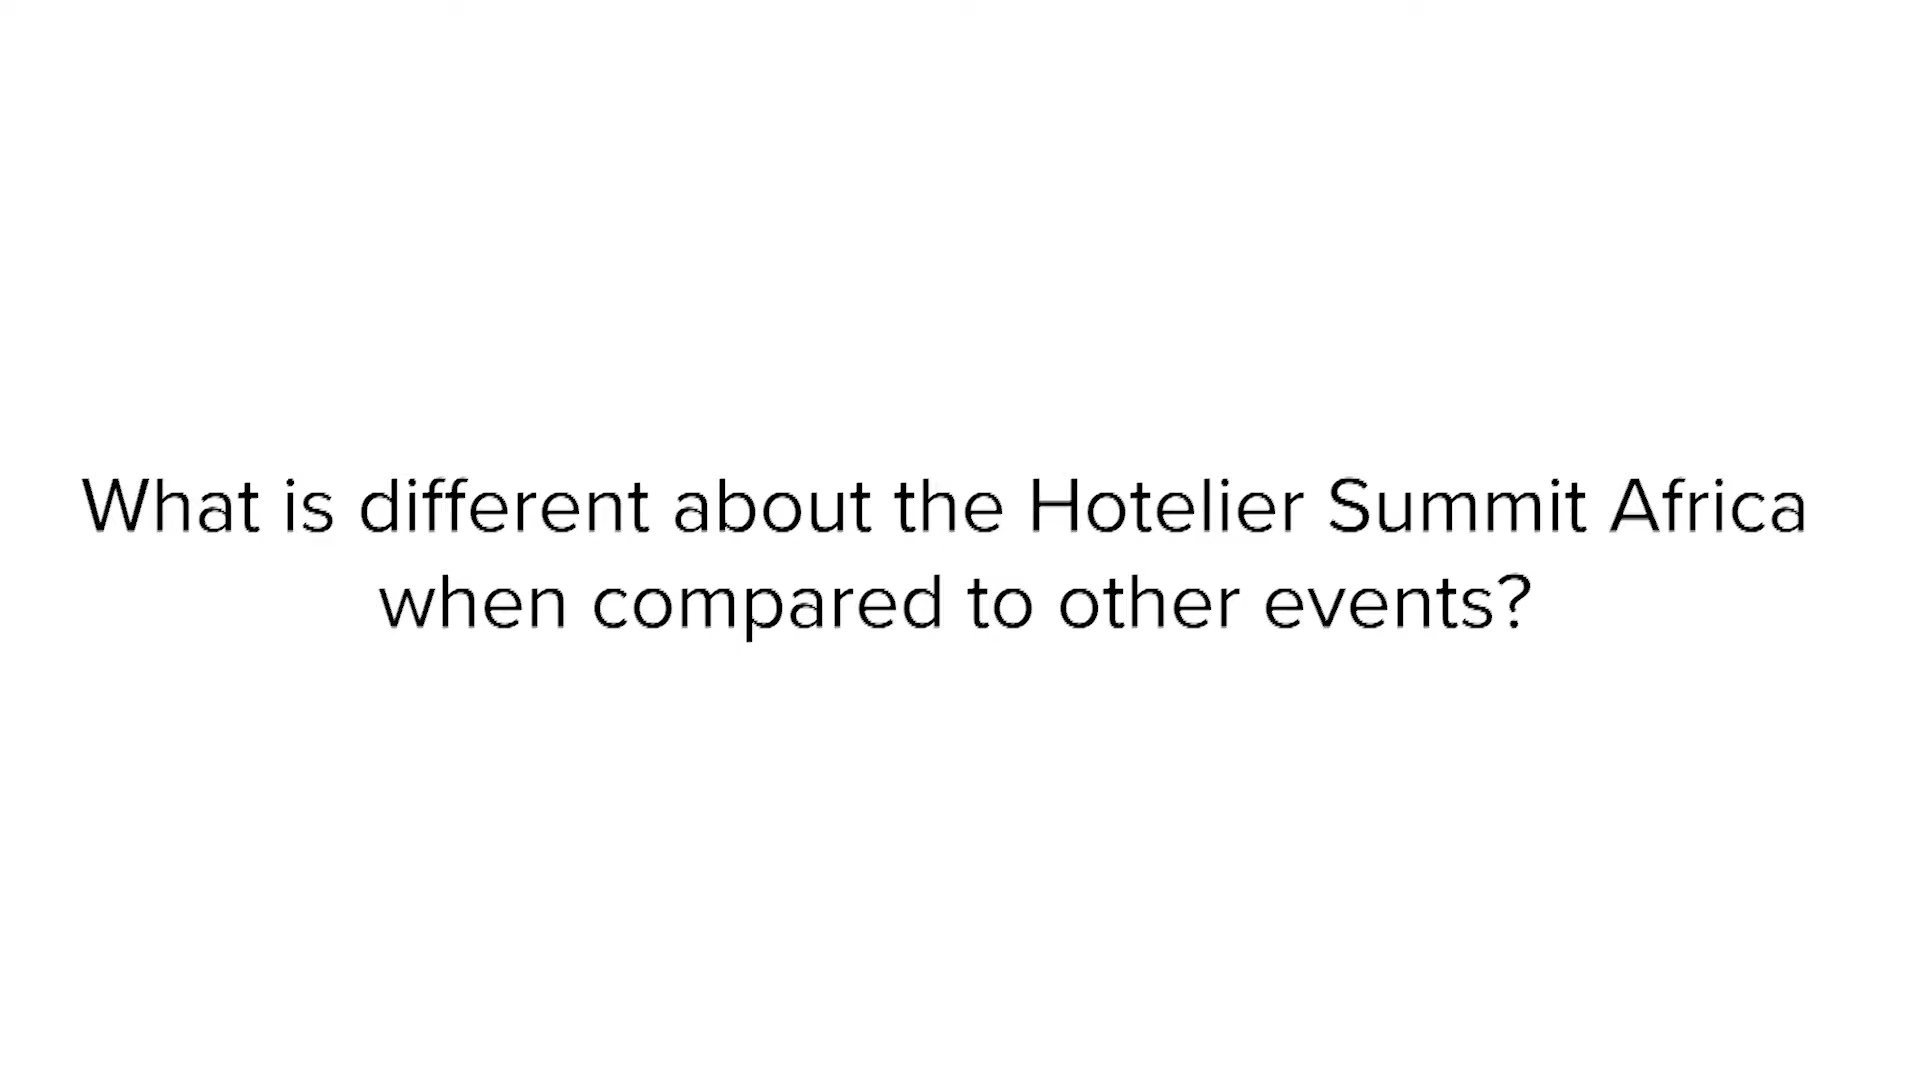 What is different about the Hotelier Summit Africa
when compared to other events?